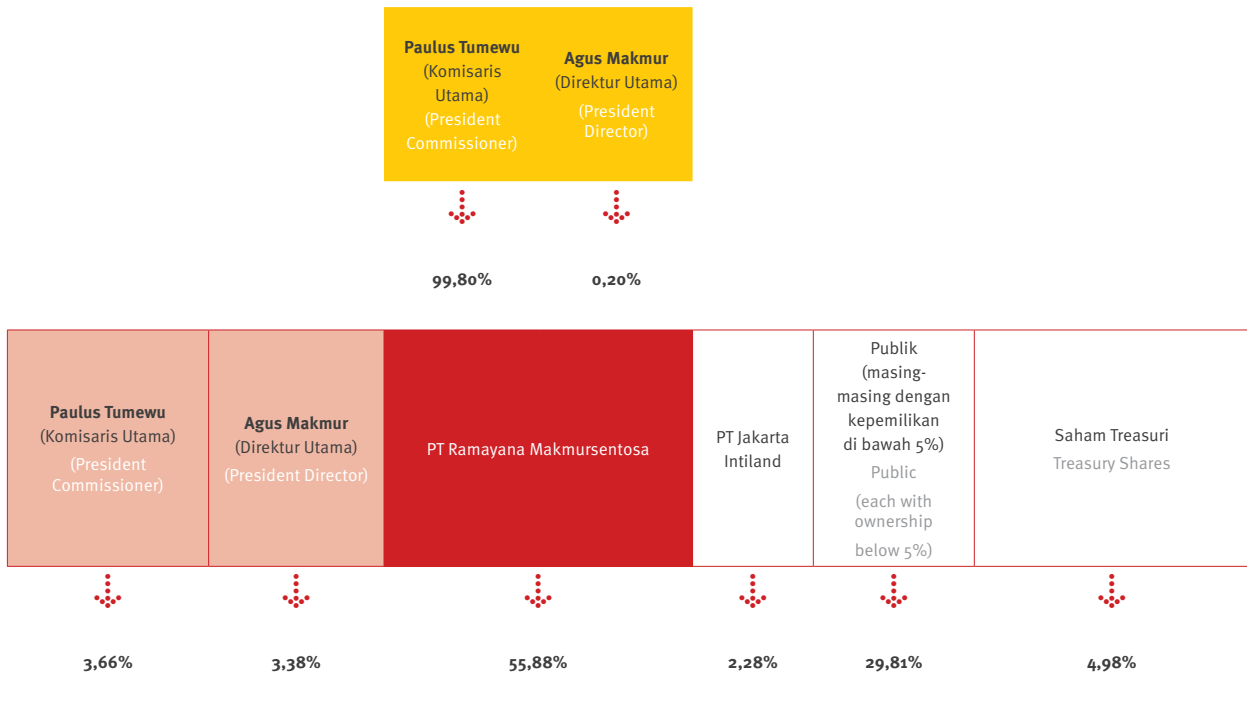 Paulus Tumewu
(Komisaris
Utama)
(President
Commissioner)
Agus Makmur
(Direktur Utama)
(President
Director)
99,80%
0,20%
Paulus Tumewu
(Komisaris Utama)
(President
Commissioner)
Agus Makmur
(Direktur Utama)
(President Director)
PT Ramayana Makmursentosa
PT Jakarta
Intiland
Publik
(masing-
masing dengan
kepemilikan
di bawah 5%)
Public
(each with
ownership
below 5%)
Saham Treasuri
Treasury Shares
3,66%
3,38%
55,88%
2,28%
29,81%
4,98%